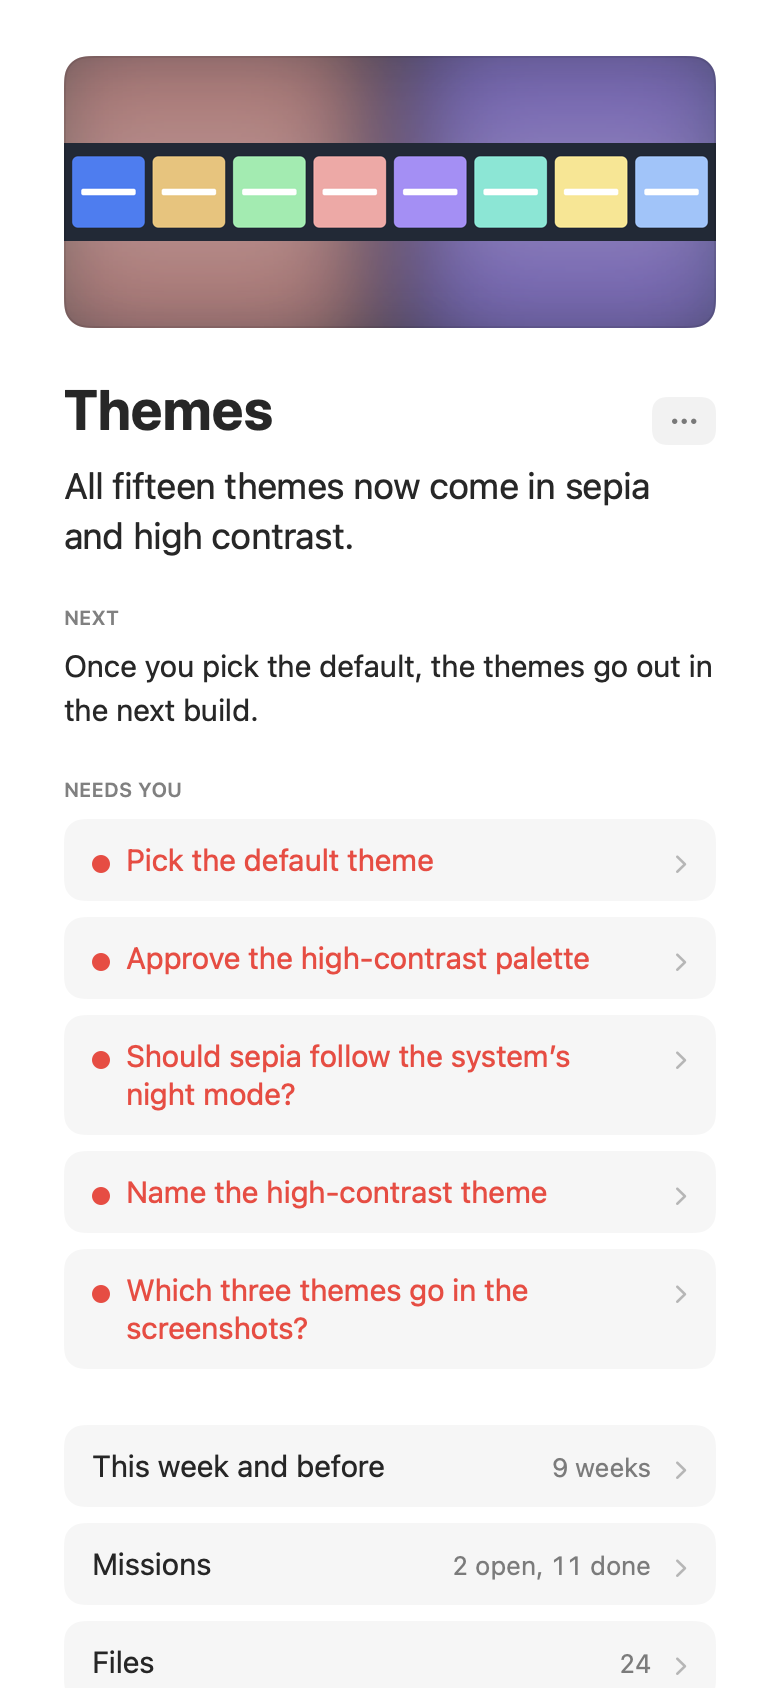 Themes
All fifteen themes now come in sepia
and high contrast.
NEXT
Once you pick the default, the themes go out in
the next build.
NEEDS YOU
Pick the default theme
Approve the high-contrast palette
Should sepia follow the system’s
night mode?
Name the high-contrast theme
Which three themes go in the
screenshots?
This week and before 9 weeks
Missions 2 open, 11 done
Files 24